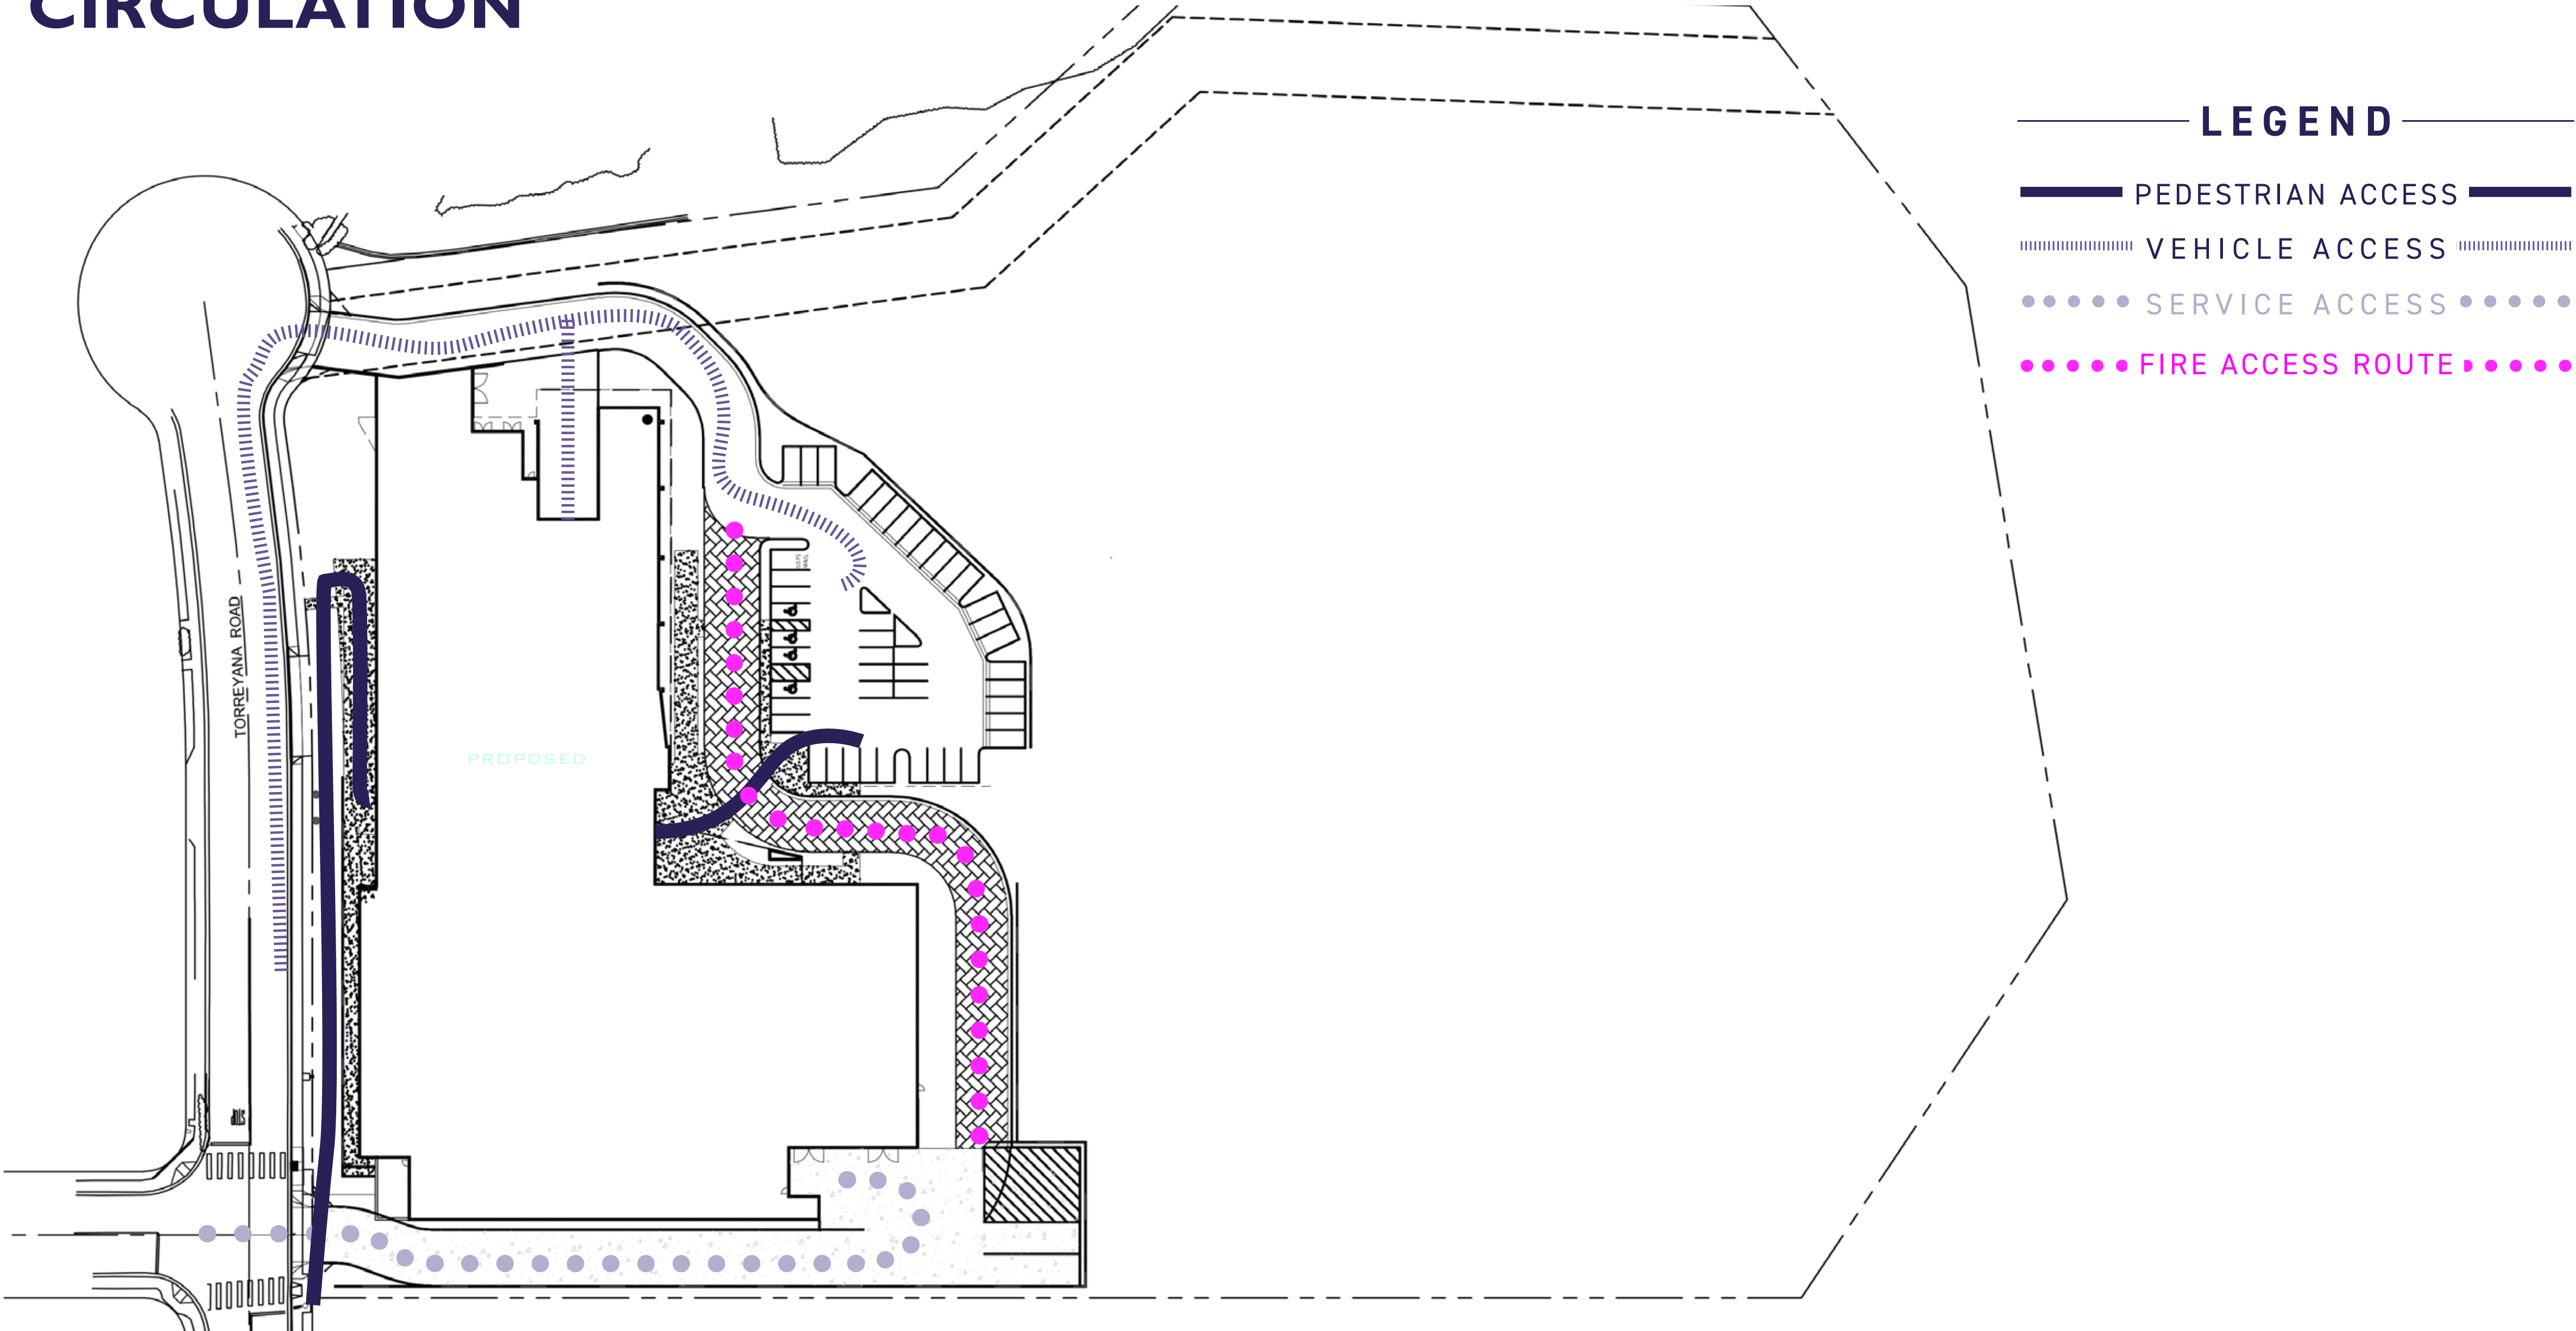 CIRCULATION
LEGEND
PEDESTRIAN ACCESS
VEHICLE ACCESS
SERVICE ACCESS
FIRE ACCESS ROUTE
TORREYANA ROAD
PROPOSED